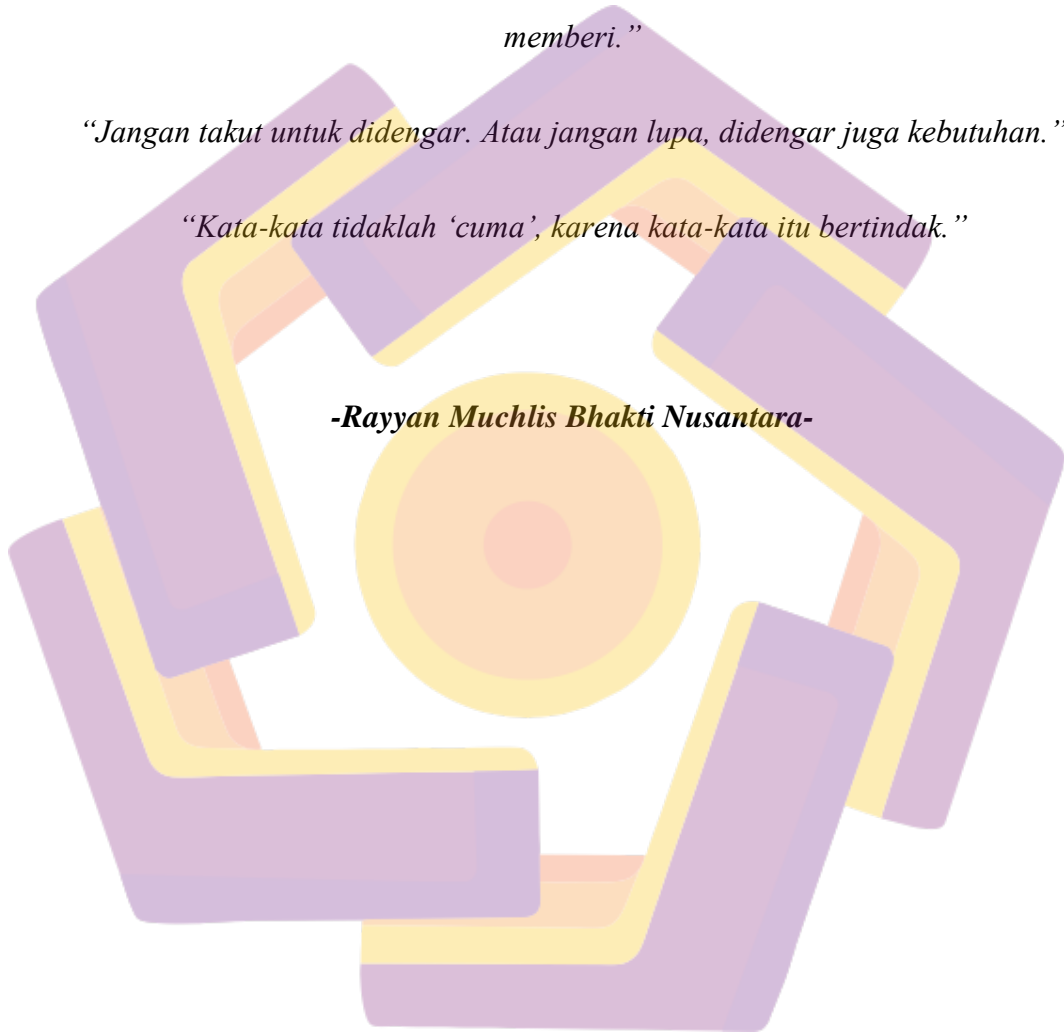 memberi.”
“Jangan takut untuk didengar. Atau jangan lupa, didengar juga kebutuhan.”
“Kata-kata tidaklah ‘cuma’, karena kata-kata itu bertindak.”
-Rayyan Muchlis Bhakti Nusantara-